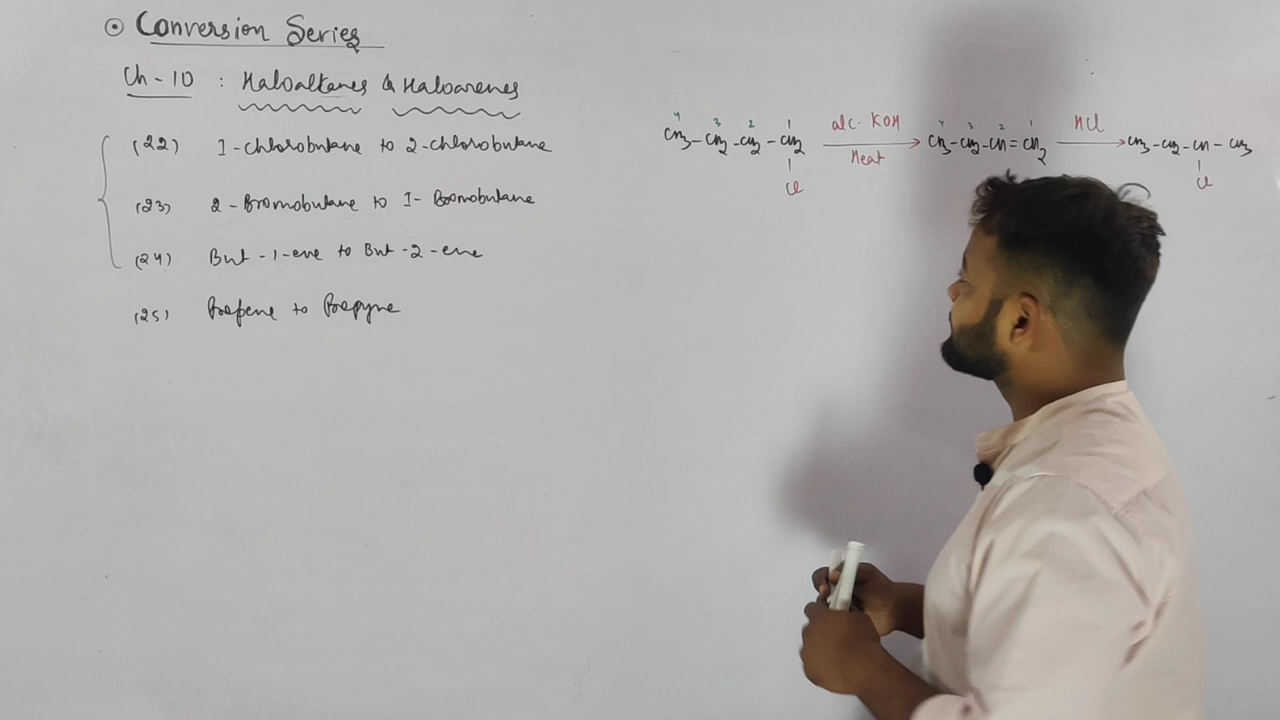 ⊙ Conversion Series
Ch - 10 : Haloalkanes & Haloarenes
(22) 1-chlorobutane to 2-chlorobutane
(23) 2-Bromobutane to 1-Bromobutane
(24) But-1-ene to But-2-ene
(25) Propene to Propyne
4 3 2 1 alc. KOH 4 3 2 1 HCl
CH3-CH2-CH2-CH2 → CH3-CH2-CH=CH2 → CH3-CH2-CH-CH3
Heat
Cl Cl